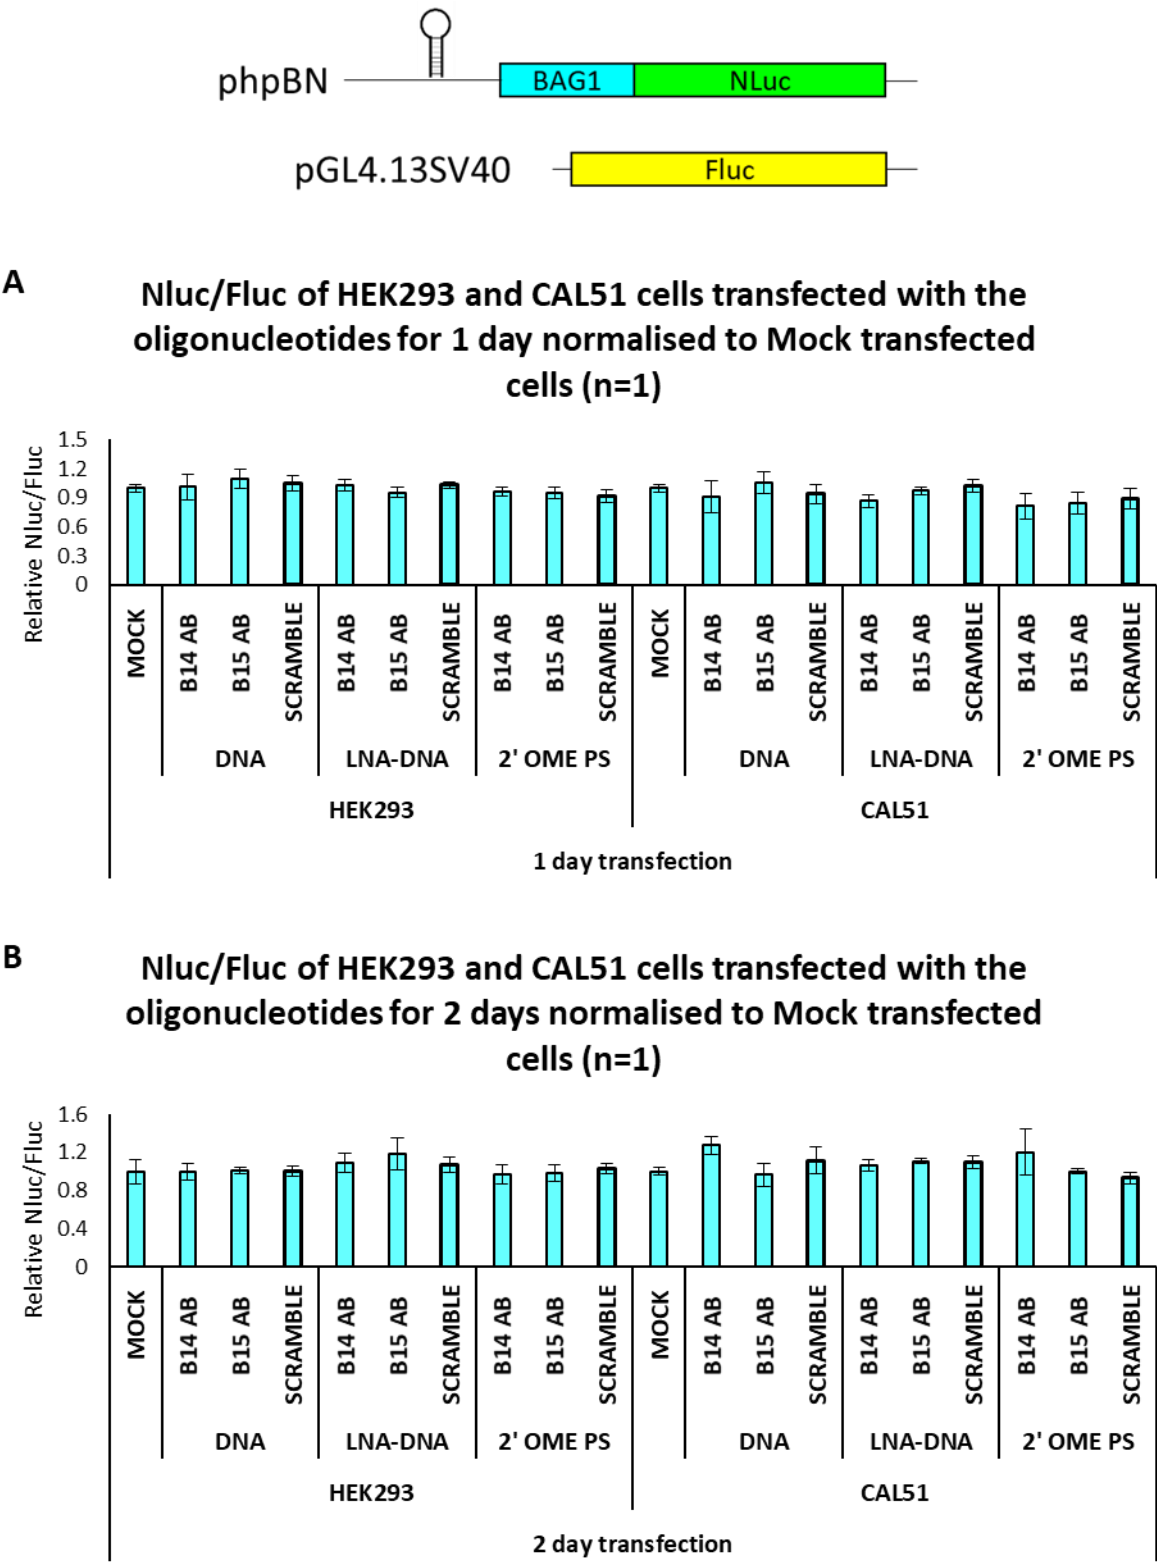 phpBN
BAG1
NLuc
pGL4.13SV40
Fluc
A
Nluc/Fluc of HEK293 and CAL51 cells transfected with the
oligonucleotides for 1 day normalised to Mock transfected
cells (n=1)
Relative Nluc/Fluc
1.5
1.2
0.9
0.6
0.3
0
MOCK
B14 AB
B15 AB
SCRAMBLE
B14 AB
B15 AB
SCRAMBLE
B14 AB
B15 AB
SCRAMBLE
MOCK
B14 AB
B15 AB
SCRAMBLE
B14 AB
B15 AB
SCRAMBLE
B14 AB
B15 AB
SCRAMBLE
DNA
LNA-DNA
2' OME PS
DNA
LNA-DNA
2' OME PS
HEK293
CAL51
1 day transfection
B
Nluc/Fluc of HEK293 and CAL51 cells transfected with the
oligonucleotides for 2 days normalised to Mock transfected
cells (n=1)
Relative Nluc/Fluc
1.6
1.2
0.8
0.4
0
MOCK
B14 AB
B15 AB
SCRAMBLE
B14 AB
B15 AB
SCRAMBLE
B14 AB
B15 AB
SCRAMBLE
MOCK
B14 AB
B15 AB
SCRAMBLE
B14 AB
B15 AB
SCRAMBLE
B14 AB
B15 AB
SCRAMBLE
DNA
LNA-DNA
2' OME PS
DNA
LNA-DNA
2' OME PS
HEK293
CAL51
2 day transfection